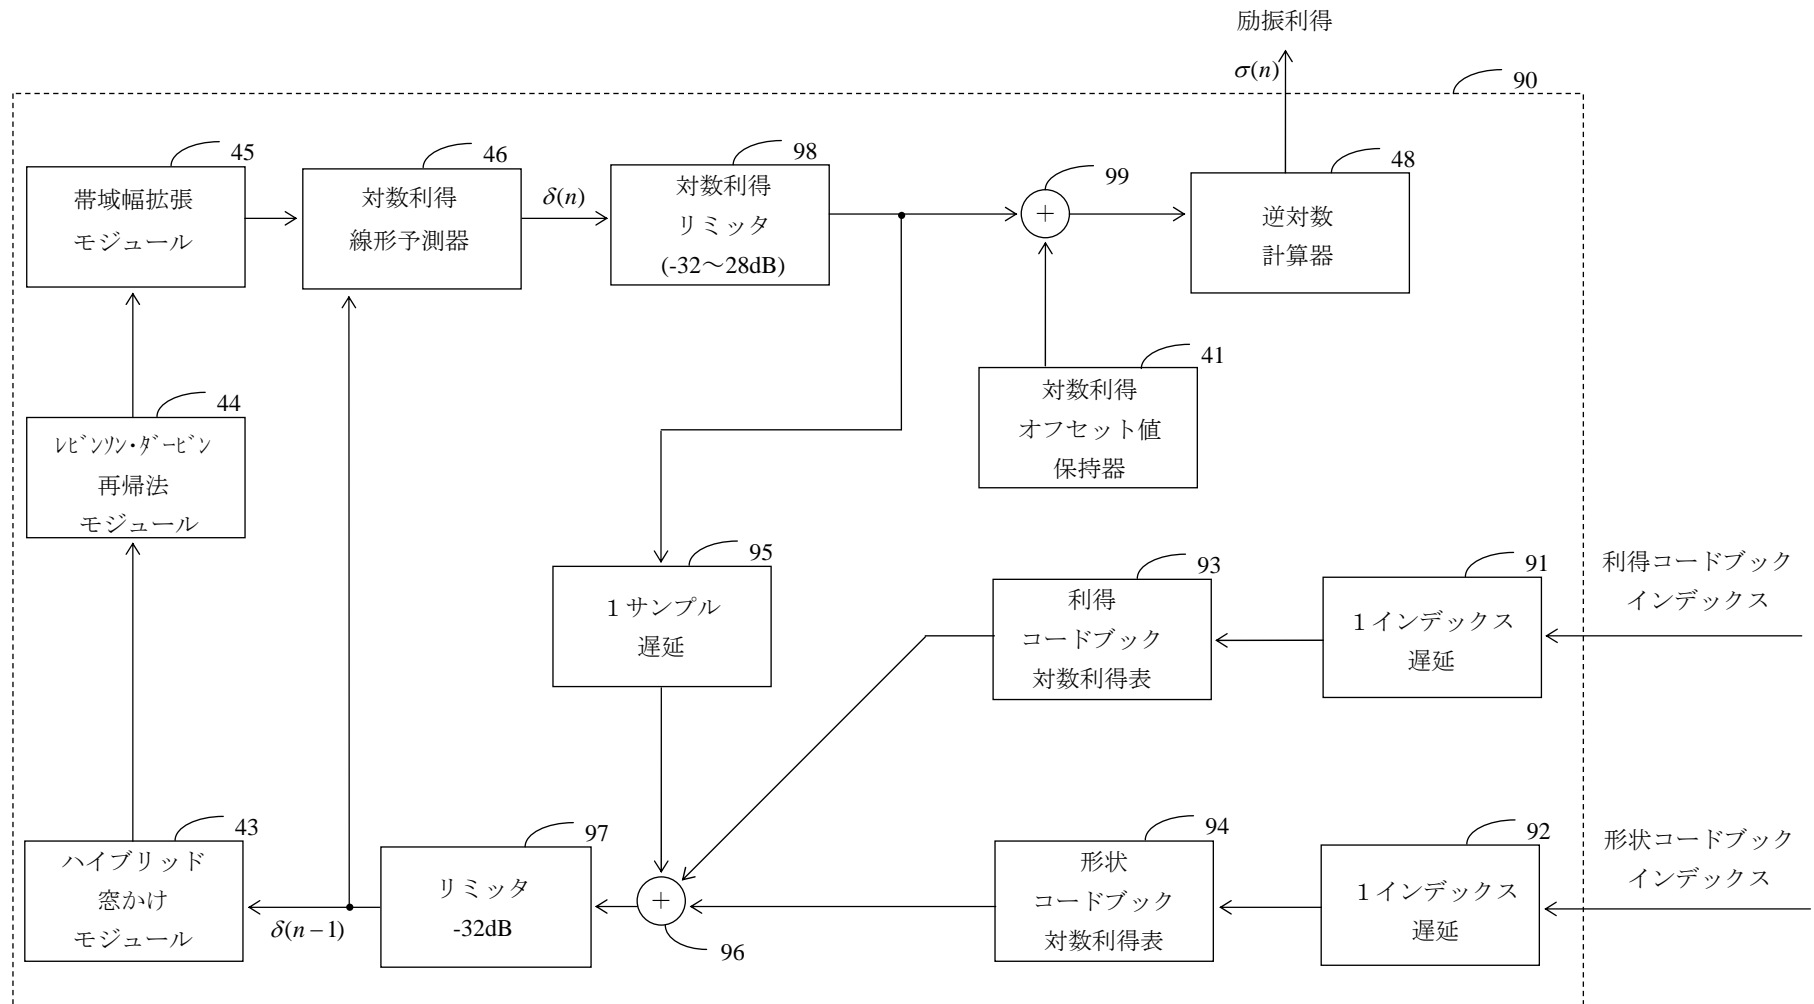 励振利得
σ(n)
90
45
帯域幅拡張
モジュール
46
対数利得
線形予測器
δ(n)
98
対数利得
リミッタ
(-32～28dB)
99
+
48
逆対数
計算器
41
対数利得
オフセット値
保持器
44
ﾚﾋﾞﾝｿﾝ・ﾀﾞｰﾋﾞﾝ
再帰法
モジュール
95
１サンプル
遅延
93
利得
コードブック
対数利得表
91
１インデックス
遅延
利得コードブック
インデックス
43
ハイブリッド
窓かけ
モジュール
δ(n−1)
97
リミッタ
-32dB
+
96
94
形状
コードブック
対数利得表
92
１インデックス
遅延
形状コードブック
インデックス